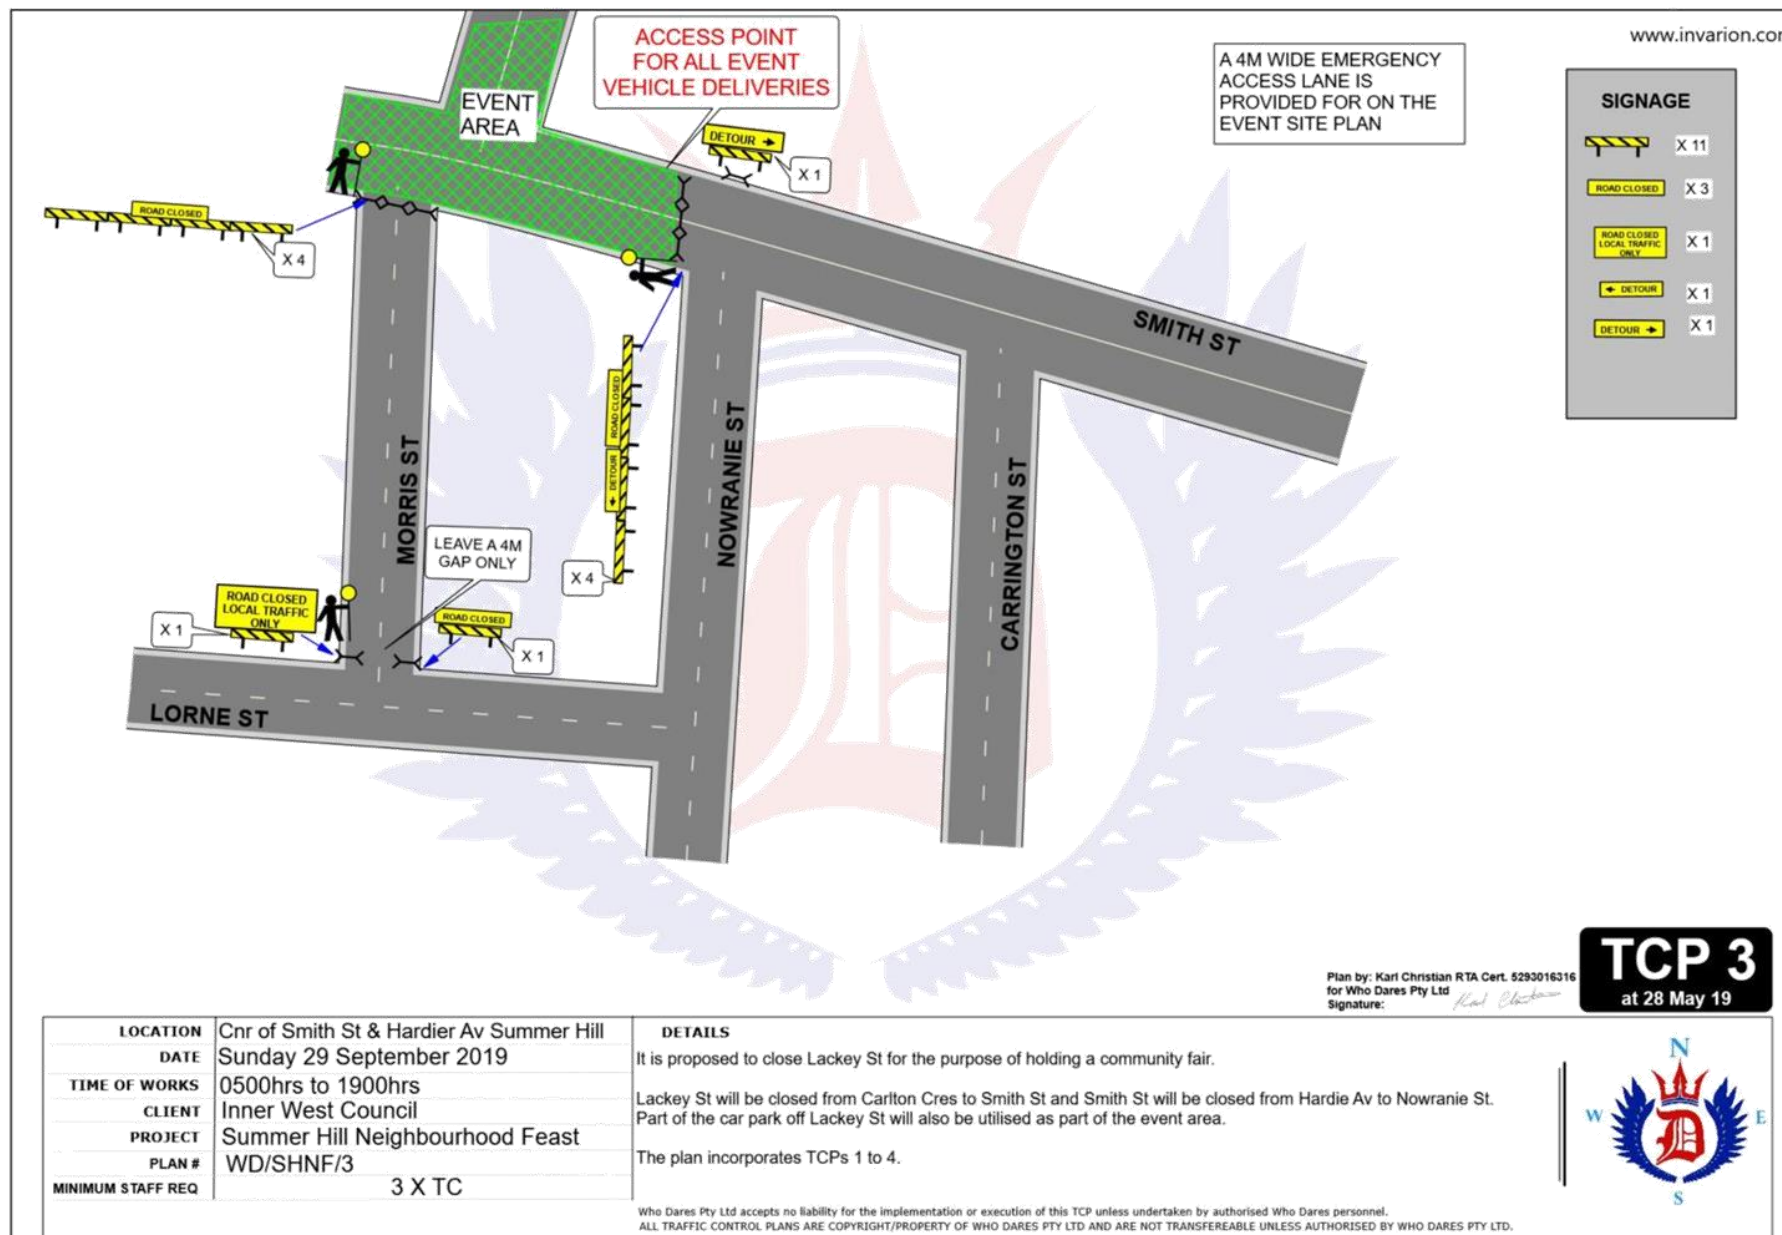 www.invarion.com
ACCESS POINT
FOR ALL EVENT
VEHICLE DELIVERIES
A 4M WIDE EMERGENCY
ACCESS LANE IS
PROVIDED FOR ON THE
EVENT SITE PLAN
SIGNAGE
X 11
ROAD CLOSED
X 3
ROAD CLOSED
LOCAL TRAFFIC
ONLY
X 1
← DETOUR
X 1
DETOUR →
X 1
EVENT
AREA
DETOUR →
X 1
ROAD CLOSED
X 4
SMITH ST
ROAD CLOSED
← DETOUR
X 4
MORRIS ST
NOWRANIE ST
CARRINGTON ST
LEAVE A 4M
GAP ONLY
ROAD CLOSED
LOCAL TRAFFIC
ONLY
X 1
ROAD CLOSED
X 1
LORNE ST
Plan by: Karl Christian RTA Cert. 5293016316
for Who Dares Pty Ltd
Signature:
TCP 3
at 28 May 19
LOCATION Cnr of Smith St & Hardier Av Summer Hill
DATE Sunday 29 September 2019
TIME OF WORKS 0500hrs to 1900hrs
CLIENT Inner West Council
PROJECT Summer Hill Neighbourhood Feast
PLAN # WD/SHNF/3
MINIMUM STAFF REQ 3 X TC
DETAILS
It is proposed to close Lackey St for the purpose of holding a community fair.
Lackey St will be closed from Carlton Cres to Smith St and Smith St will be closed from Hardie Av to Nowranie St.
Part of the car park off Lackey St will also be utilised as part of the event area.
The plan incorporates TCPs 1 to 4.
Who Dares Pty Ltd accepts no liability for the implementation or execution of this TCP unless undertaken by authorised Who Dares personnel.
ALL TRAFFIC CONTROL PLANS ARE COPYRIGHT/PROPERTY OF WHO DARES PTY LTD AND ARE NOT TRANSFEREABLE UNLESS AUTHORISED BY WHO DARES PTY LTD.
N
W
E
D
S